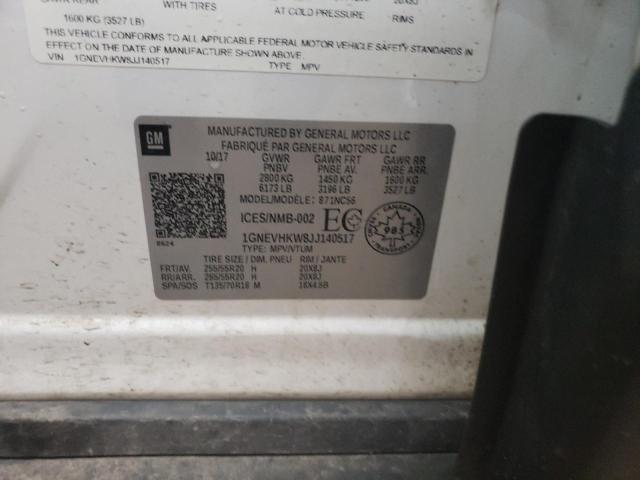 WITH TIRES
AT COLD PRESSURE
RIMS
1600 KG (3527 LB)
THIS VEHICLE CONFORMS TO ALL APPLICABLE FEDERAL MOTOR VEHICLE SAFETY STANDARDS IN
EFFECT ON THE DATE OF MANUFACTURE SHOWN ABOVE.
VIN 1GNEVHKW8JJ140517 TYPE MPV
GM
MANUFACTURED BY GENERAL MOTORS LLC
FABRIQUÉ PAR GENERAL MOTORS LLC
10/17 GVWR GAWR FRT GAWR RR
PNBV PNBE AV. PNBE ARR.
2800 KG 1450 KG 1600 KG
6173 LB 3196 LB 3527 LB
MODEL/MODÈLE: 871NC56
ICES/NMB-002 EC 985
1GNEVHKW8JJ140517
8624
TYPE: MPV/VTUM
TIRE SIZE / DIM. PNEU RIM / JANTE
FRT/AV. 255/55R20 H 20X8J
RR/ARR. 255/55R20 H 20X8J
SPA/SOS T135/70R18 M 18X4.5B